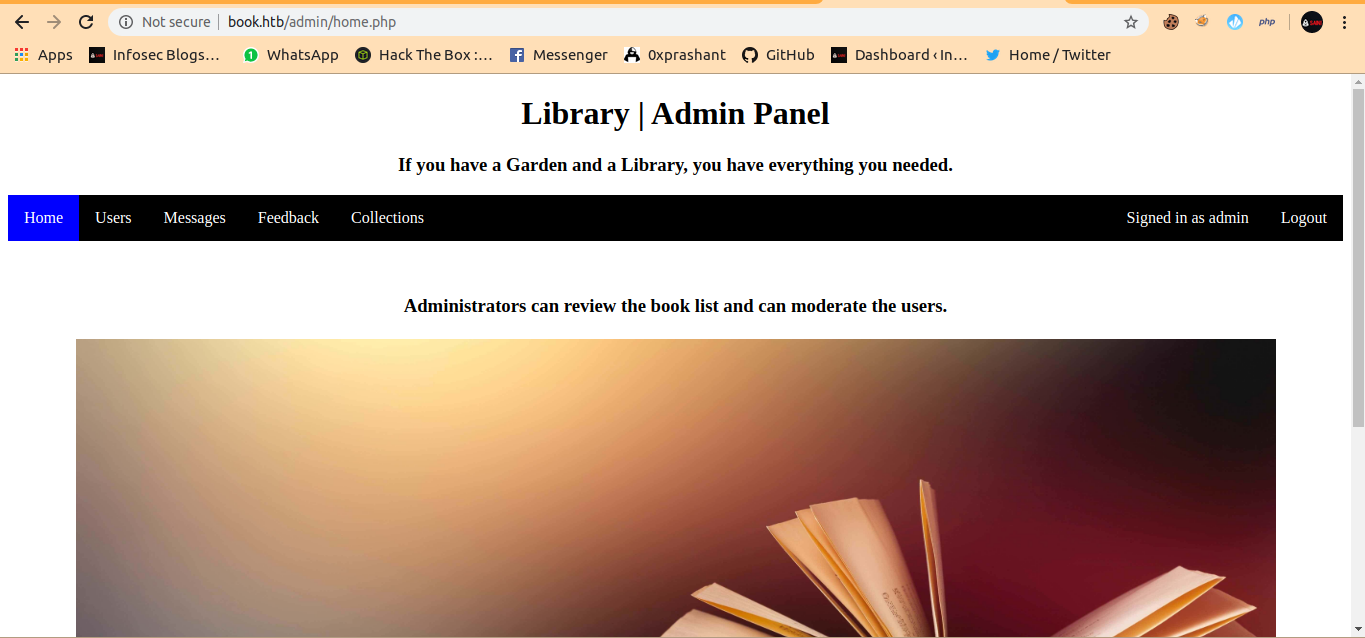 Not secure | book.htb/admin/home.php php
Apps Infosec Blogs… WhatsApp Hack The Box :… Messenger 0xprashant GitHub Dashboard ‹ In… Home / Twitter
Library | Admin Panel
If you have a Garden and a Library, you have everything you needed.
Home Users Messages Feedback Collections Signed in as admin Logout
Administrators can review the book list and can moderate the users.